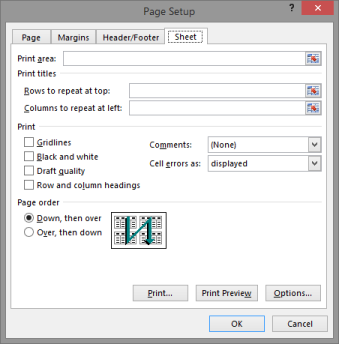 Page Setup
? ×
Page Margins Header/Footer Sheet
Print area:
Print titles
Rows to repeat at top:
Columns to repeat at left:
Print
Gridlines Comments: (None)
Black and white Cell errors as: displayed
Draft quality
Row and column headings
Page order
Down, then over
Over, then down
Print... Print Preview Options...
OK Cancel